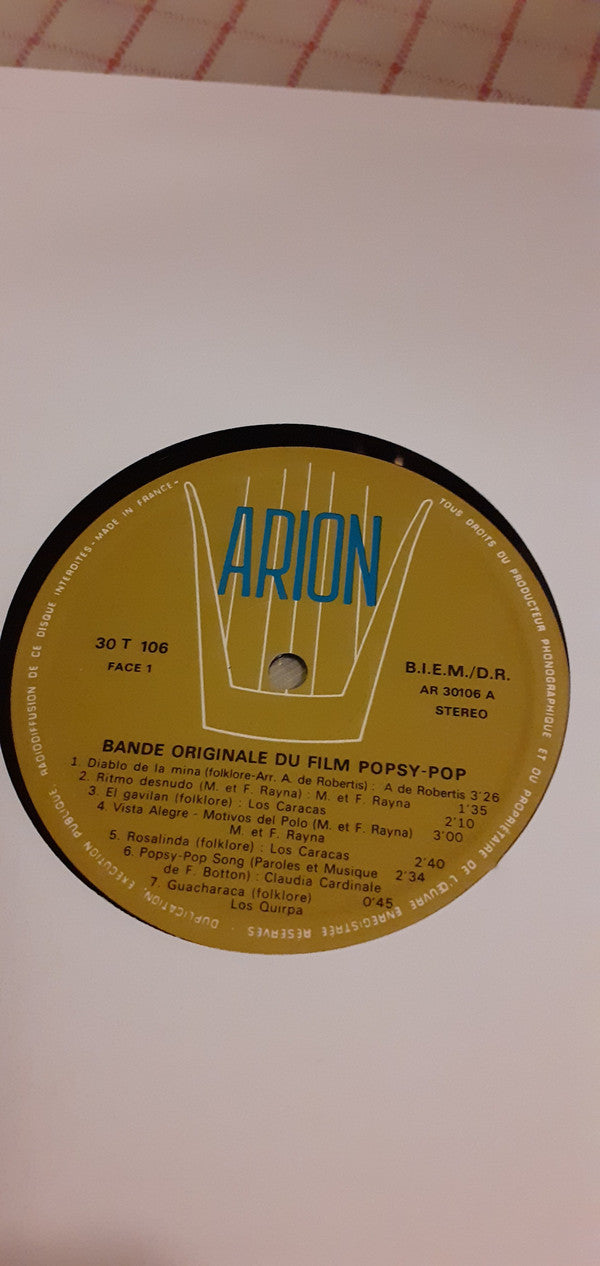 ARION
30 T 106
FACE 1
B.I.E.M./D.R.
AR 30106 A
STEREO
BANDE ORIGINALE DU FILM POPSY-POP
1. Diablo de la mina (folklore-Arr. A. de Robertis) : A de Robertis 3'26
2. Ritmo desnudo (M. et F. Rayna) : M. et F. Rayna 1'35
3. El gavilan (folklore) : Los Caracas 2'10
4. Vista Alegre - Motivos del Polo (M. et F. Rayna) 3'00
M. et F. Rayna
5. Rosalinda (folklore) : Los Caracas 2'40
6. Popsy-Pop Song (Paroles et Musique 2'34
de F. Botton) : Claudia Cardinale
7. Guacharaca (folklore) 0'45
Los Quirpa
TOUS DROITS DU PRODUCTEUR PHONOGRAPHIQUE ET DU PROPRIÉTAIRE DE L'ŒUVRE ENREGISTRÉE RÉSERVÉS - DUPLICATION, EXÉCUTION PUBLIQUE RADIODIFFUSION DE CE DISQUE INTERDITES - MADE IN FRANCE -